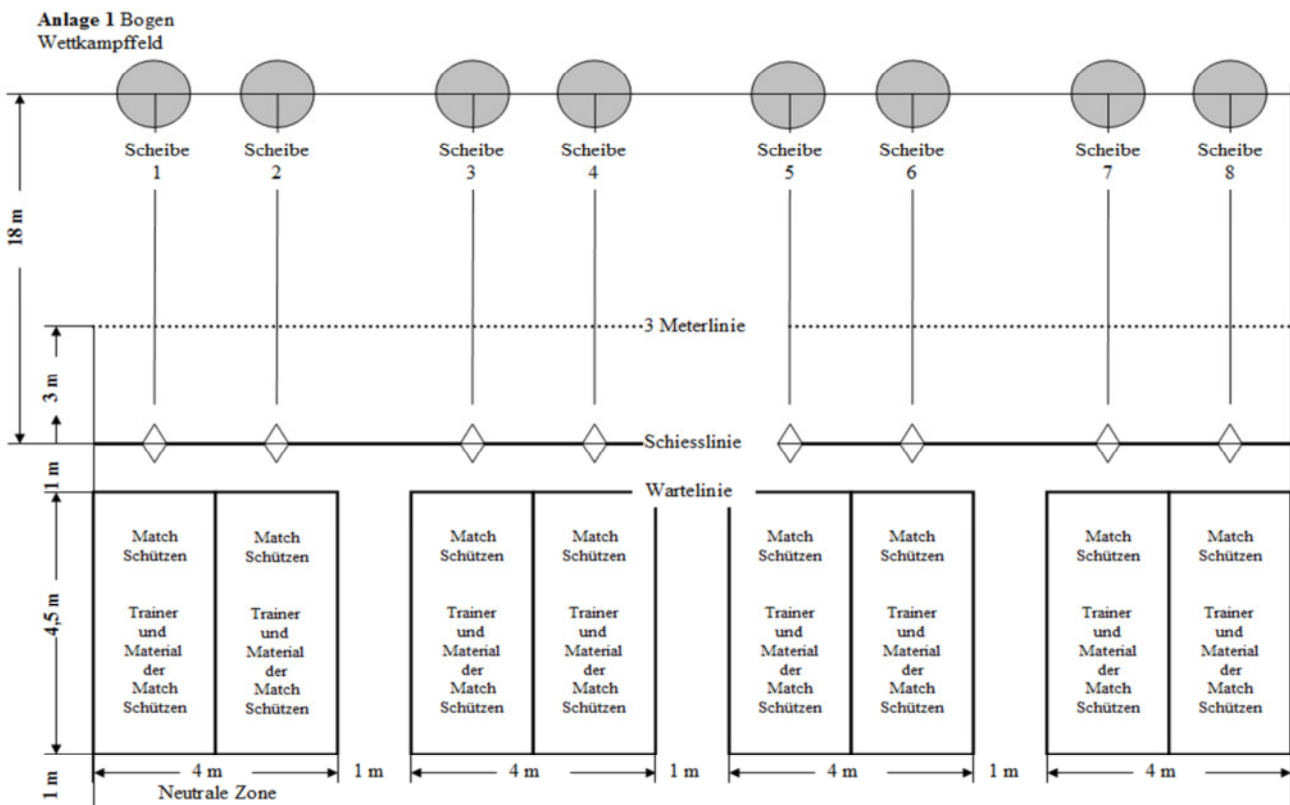 Anlage 1 Bogen
Wettkampffeld
Scheibe Scheibe Scheibe Scheibe Scheibe Scheibe Scheibe Scheibe
1 2 3 4 5 6 7 8
18 m
3 Meterlinie
3 m
Schiesslinie
1 m
Wartelinie
Match Match Match Match Match Match Match Match
Schützen Schützen Schützen Schützen Schützen Schützen Schützen Schützen
4,5 m
Trainer Trainer Trainer Trainer Trainer Trainer Trainer Trainer
und und und und und und und und
Material Material Material Material Material Material Material Material
der der der der der der der der
Match Match Match Match Match Match Match Match
Schützen Schützen Schützen Schützen Schützen Schützen Schützen Schützen
1 m
4 m 1 m 4 m 1 m 4 m 1 m 4 m
Neutrale Zone